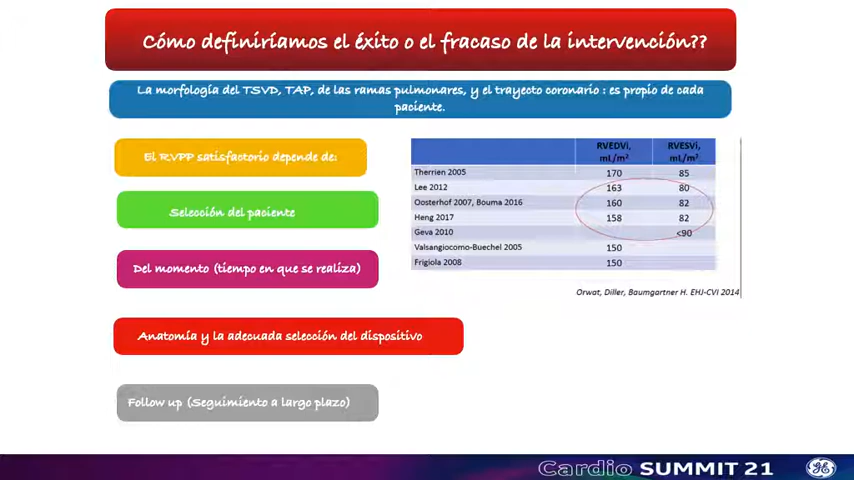 Cómo definiríamos el éxito o el fracaso de la intervención??
La morfología del TSVD, TAP, de las ramas pulmonares, y el trayecto coronario : es propio de cada
paciente.
El RVPP satisfactorio depende de:
Selección del paciente
Del momento (tiempo en que se realiza)
Anatomía y la adecuada selección del dispositivo
Follow up (Seguimiento a largo plazo)
RVEDVi, mL/m² RVESVi, mL/m²
Therrien 2005 170 85
Lee 2012 163 80
Oosterhof 2007, Bouma 2016 160 82
Heng 2017 158 82
Geva 2010 <90
Valsangiocomo-Buechel 2005 150
Frigiola 2008 150
Orwat, Diller, Baumgartner H. EHJ-CVI 2014
Cardio SUMMIT 21
GE